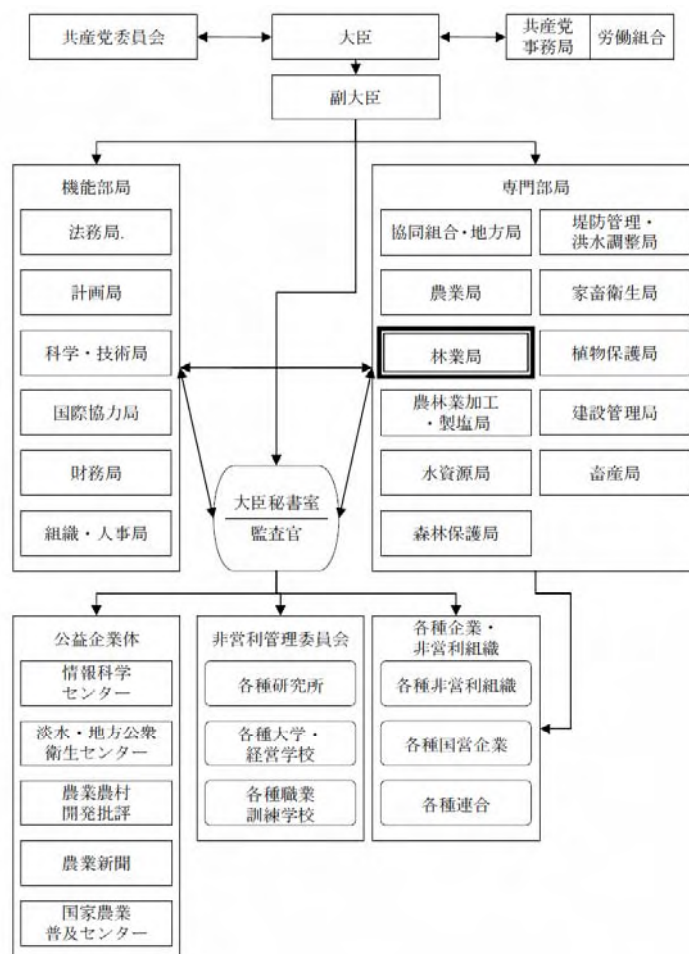 共産党委員会
大臣
共産党
事務局
労働組合
副大臣
機能部局
法務局.
計画局
科学・技術局
国際協力局
財務局
組織・人事局
専門部局
協同組合・地方局
農業局
林業局
農林業加工
・製塩局
水資源局
森林保護局
堤防管理・
洪水調整局
家畜衛生局
植物保護局
建設管理局
畜産局
大臣秘書室
監査官
公益企業体
情報科学
センター
淡水・地方公衆
衛生センター
農業農村
開発批評
農業新聞
国家農業
普及センター
非営利管理委員会
各種研究所
各種大学・
経営学校
各種職業
訓練学校
各種企業・
非営利組織
各種非営利組織
各種国営企業
各種連合